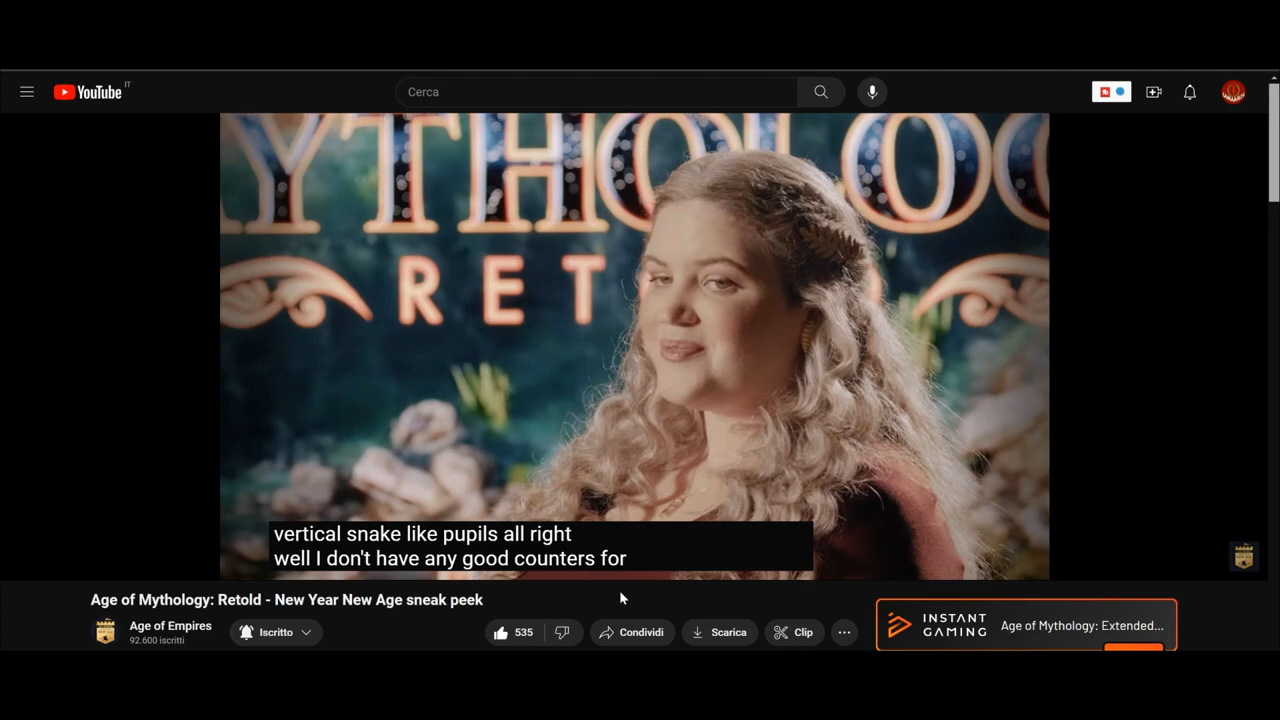 YouTube IT
Cerca
YTHOLOG
RET
vertical snake like pupils all right
well I don't have any good counters for
Age of Mythology: Retold - New Year New Age sneak peek
Age of Empires
92.600 iscritti
Iscritto
535
Condividi
Scarica
Clip
INSTANT
GAMING
Age of Mythology: Extended...